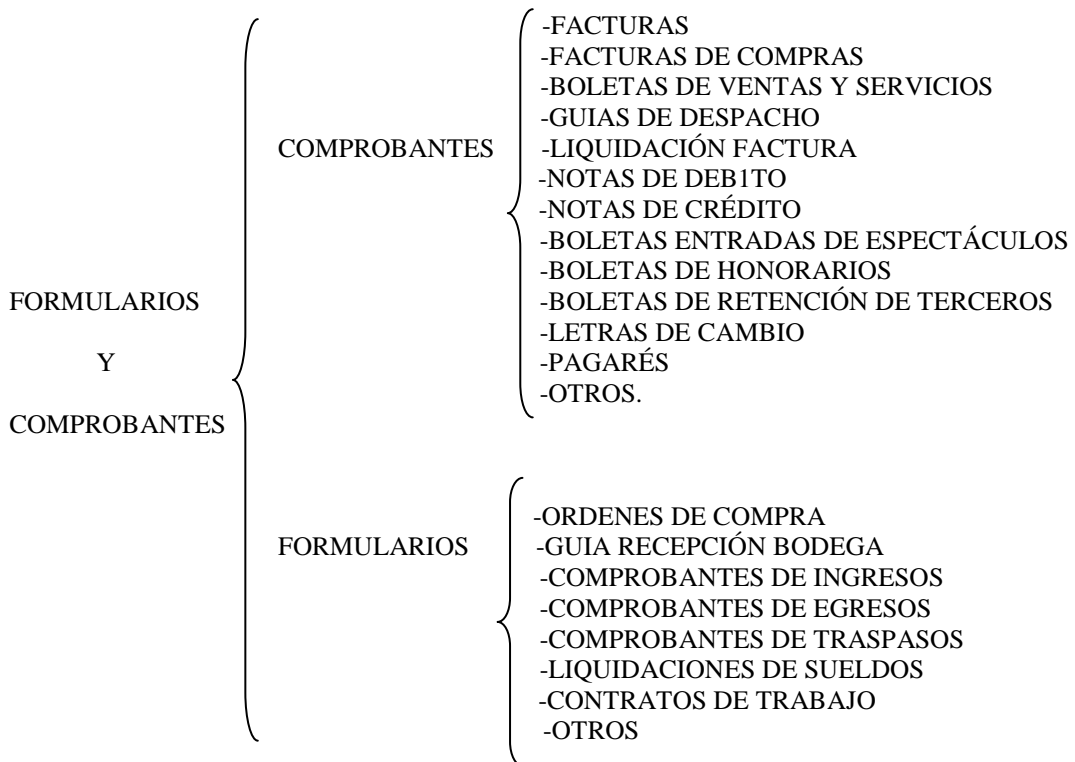 -FACTURAS
-FACTURAS DE COMPRAS
-BOLETAS DE VENTAS Y SERVICIOS
-GUIAS DE DESPACHO
COMPROBANTES -LIQUIDACIÓN FACTURA
-NOTAS DE DEB1TO
-NOTAS DE CRÉDITO
-BOLETAS ENTRADAS DE ESPECTÁCULOS
-BOLETAS DE HONORARIOS
FORMULARIOS -BOLETAS DE RETENCIÓN DE TERCEROS
-LETRAS DE CAMBIO
Y -PAGARÉS
-OTROS.
COMPROBANTES
-ORDENES DE COMPRA
FORMULARIOS -GUIA RECEPCIÓN BODEGA
-COMPROBANTES DE INGRESOS
-COMPROBANTES DE EGRESOS
-COMPROBANTES DE TRASPASOS
-LIQUIDACIONES DE SUELDOS
-CONTRATOS DE TRABAJO
-OTROS